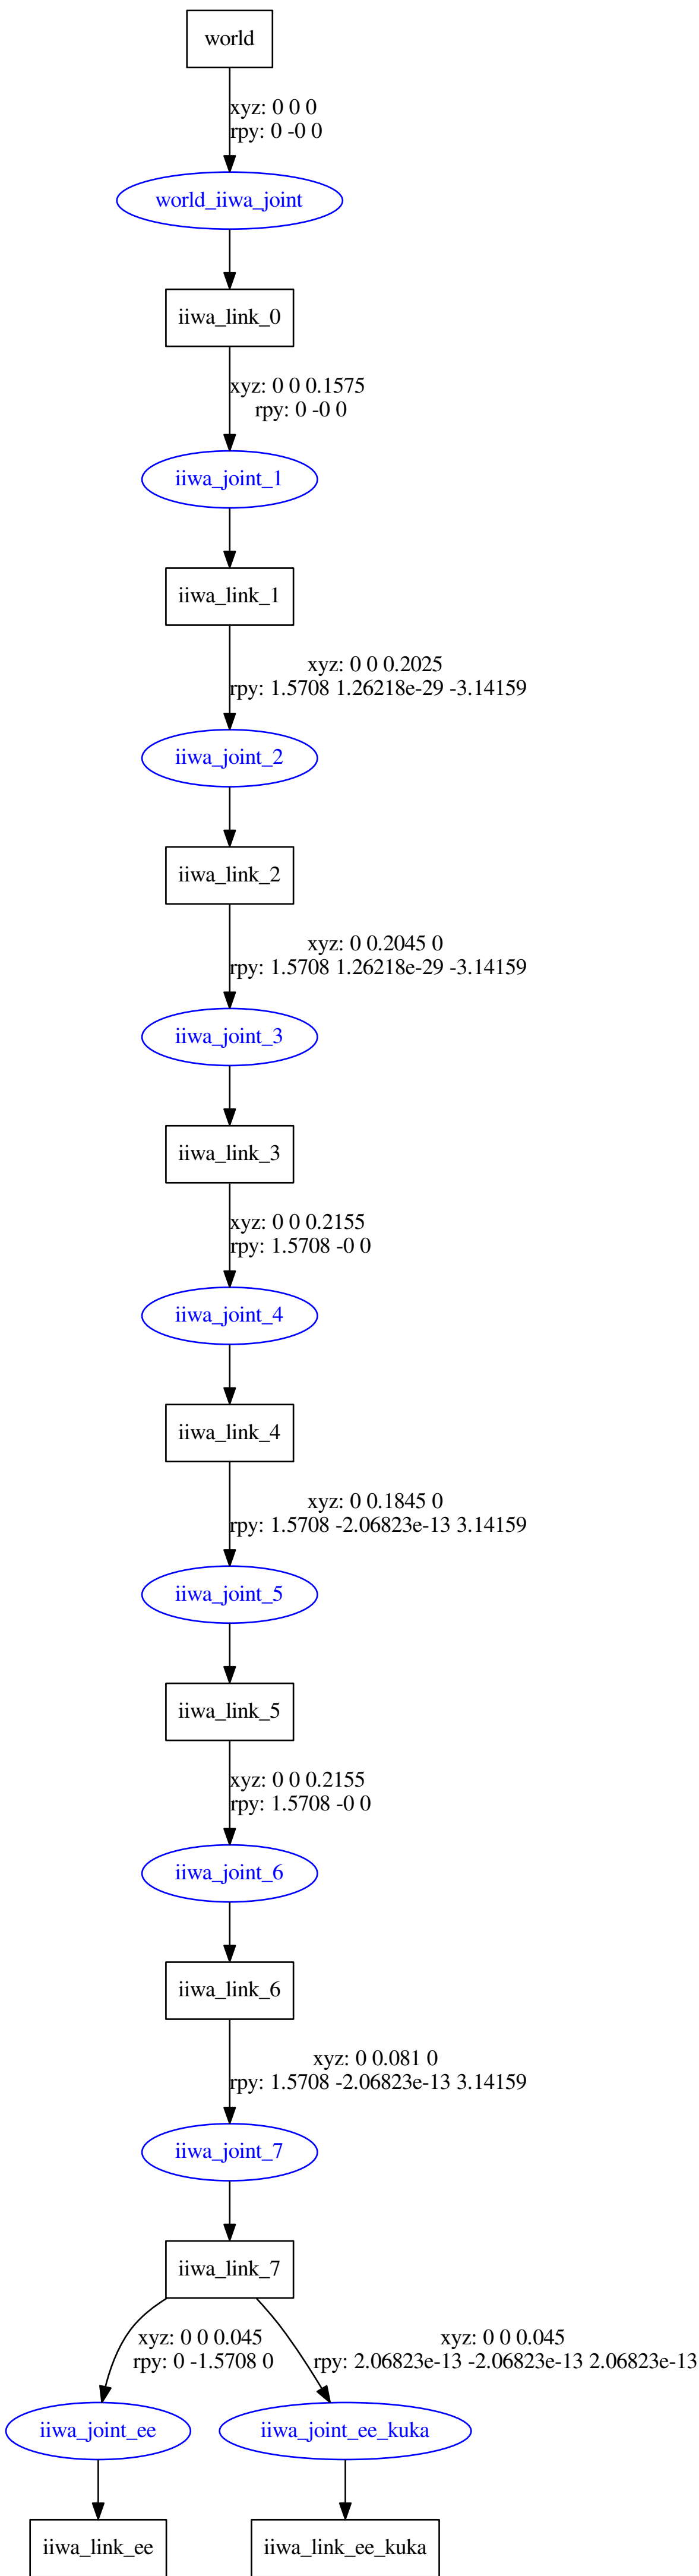 world
xyz: 0 0 0
rpy: 0 -0 0
world_iiwa_joint
iiwa_link_0
xyz: 0 0 0.1575
rpy: 0 -0 0
iiwa_joint_1
iiwa_link_1
xyz: 0 0 0.2025
rpy: 1.5708 1.26218e-29 -3.14159
iiwa_joint_2
iiwa_link_2
xyz: 0 0.2045 0
rpy: 1.5708 1.26218e-29 -3.14159
iiwa_joint_3
iiwa_link_3
xyz: 0 0 0.2155
rpy: 1.5708 -0 0
iiwa_joint_4
iiwa_link_4
xyz: 0 0.1845 0
rpy: 1.5708 -2.06823e-13 3.14159
iiwa_joint_5
iiwa_link_5
xyz: 0 0 0.2155
rpy: 1.5708 -0 0
iiwa_joint_6
iiwa_link_6
xyz: 0 0.081 0
rpy: 1.5708 -2.06823e-13 3.14159
iiwa_joint_7
iiwa_link_7
xyz: 0 0 0.045
rpy: 0 -1.5708 0
xyz: 0 0 0.045
rpy: 2.06823e-13 -2.06823e-13 2.06823e-13
iiwa_joint_ee
iiwa_joint_ee_kuka
iiwa_link_ee
iiwa_link_ee_kuka